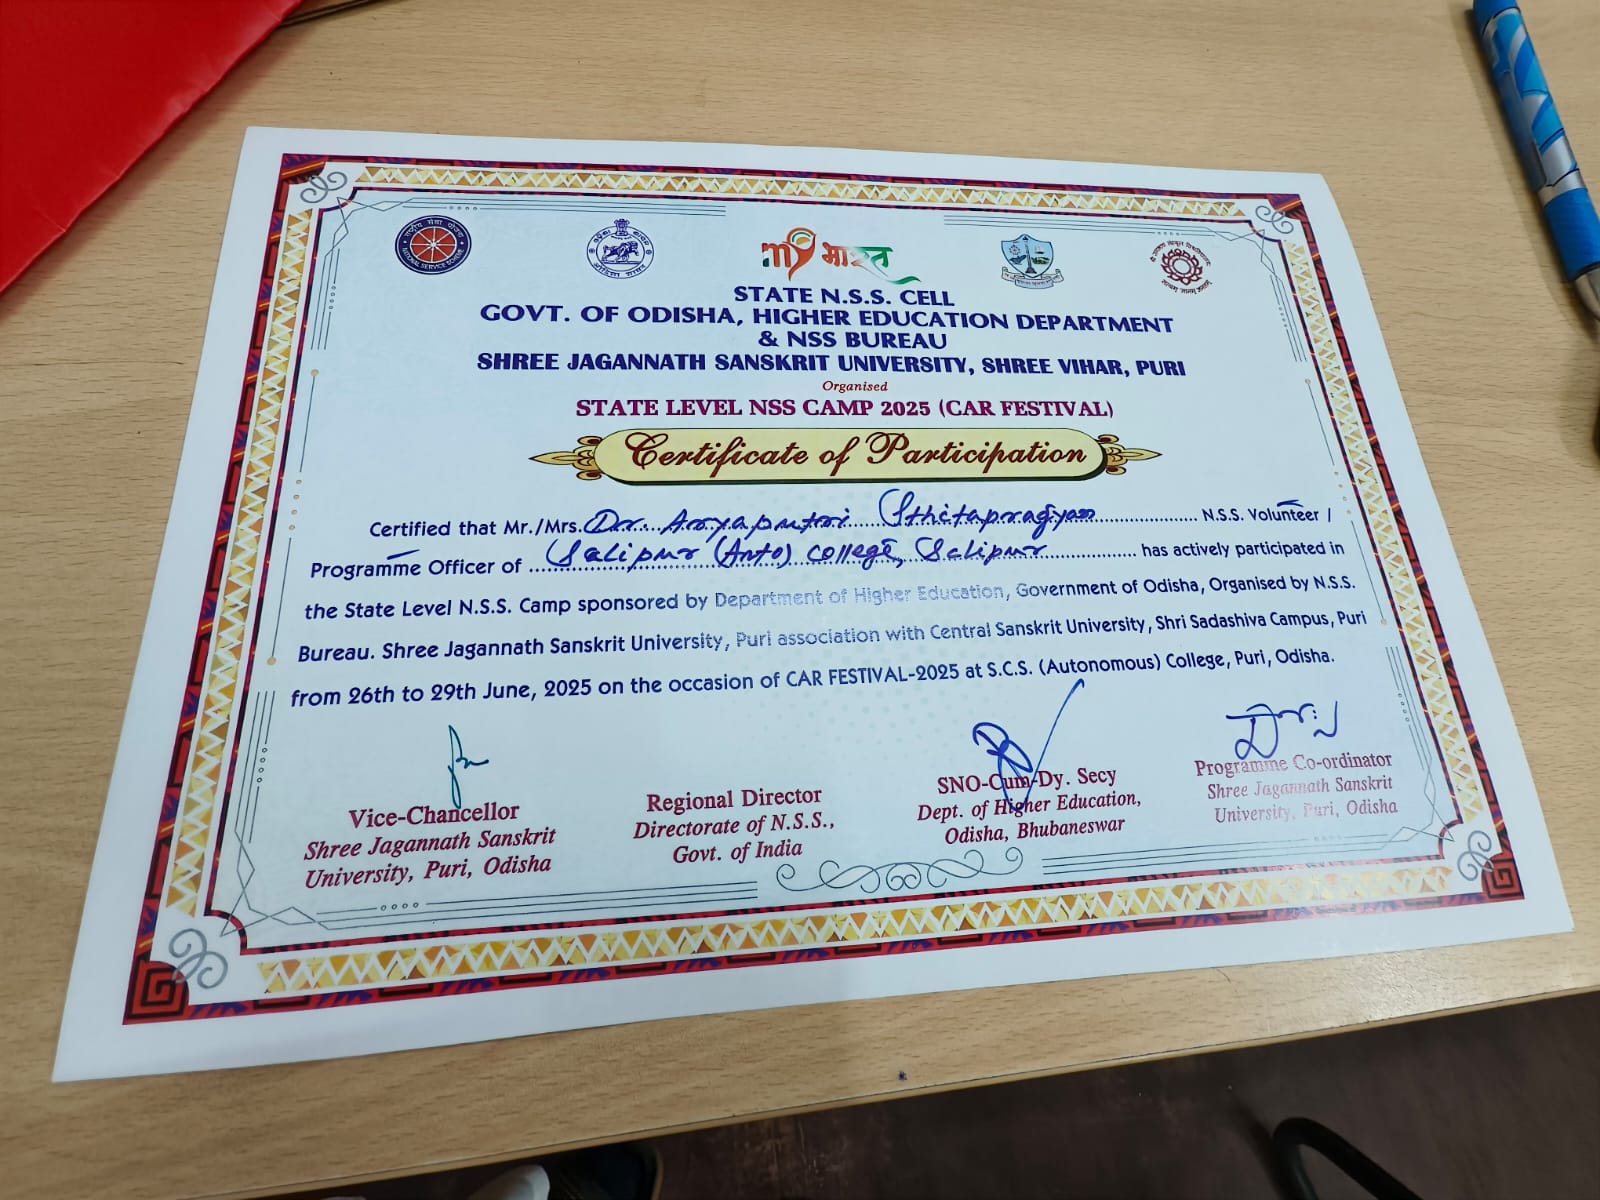 राष्ट्रीय सेवा योजना
NATIONAL SERVICE SCHEME
my भारत
STATE N.S.S. CELL
GOVT. OF ODISHA, HIGHER EDUCATION DEPARTMENT
& NSS BUREAU
SHREE JAGANNATH SANSKRIT UNIVERSITY, SHREE VIHAR, PURI
Organised
STATE LEVEL NSS CAMP 2025 (CAR FESTIVAL)
Certificate of Participation
Certified that Mr./Mrs. Dr. Aryaputri Sthitapragyan N.S.S. Volunteer /
Programme Officer of Salipur (Auto) College, Salipur has actively participated in
the State Level N.S.S. Camp sponsored by Department of Higher Education, Government of Odisha, Organised by N.S.S.
Bureau. Shree Jagannath Sanskrit University, Puri association with Central Sanskrit University, Shri Sadashiva Campus, Puri
from 26th to 29th June, 2025 on the occasion of CAR FESTIVAL-2025 at S.C.S. (Autonomous) College, Puri, Odisha.
Vice-Chancellor
Shree Jagannath Sanskrit
University, Puri, Odisha
Regional Director
Directorate of N.S.S.,
Govt. of India
SNO-Cum-Dy. Secy
Dept. of Higher Education,
Odisha, Bhubaneswar
Programme Co-ordinator
Shree Jagannath Sanskrit
University, Puri, Odisha